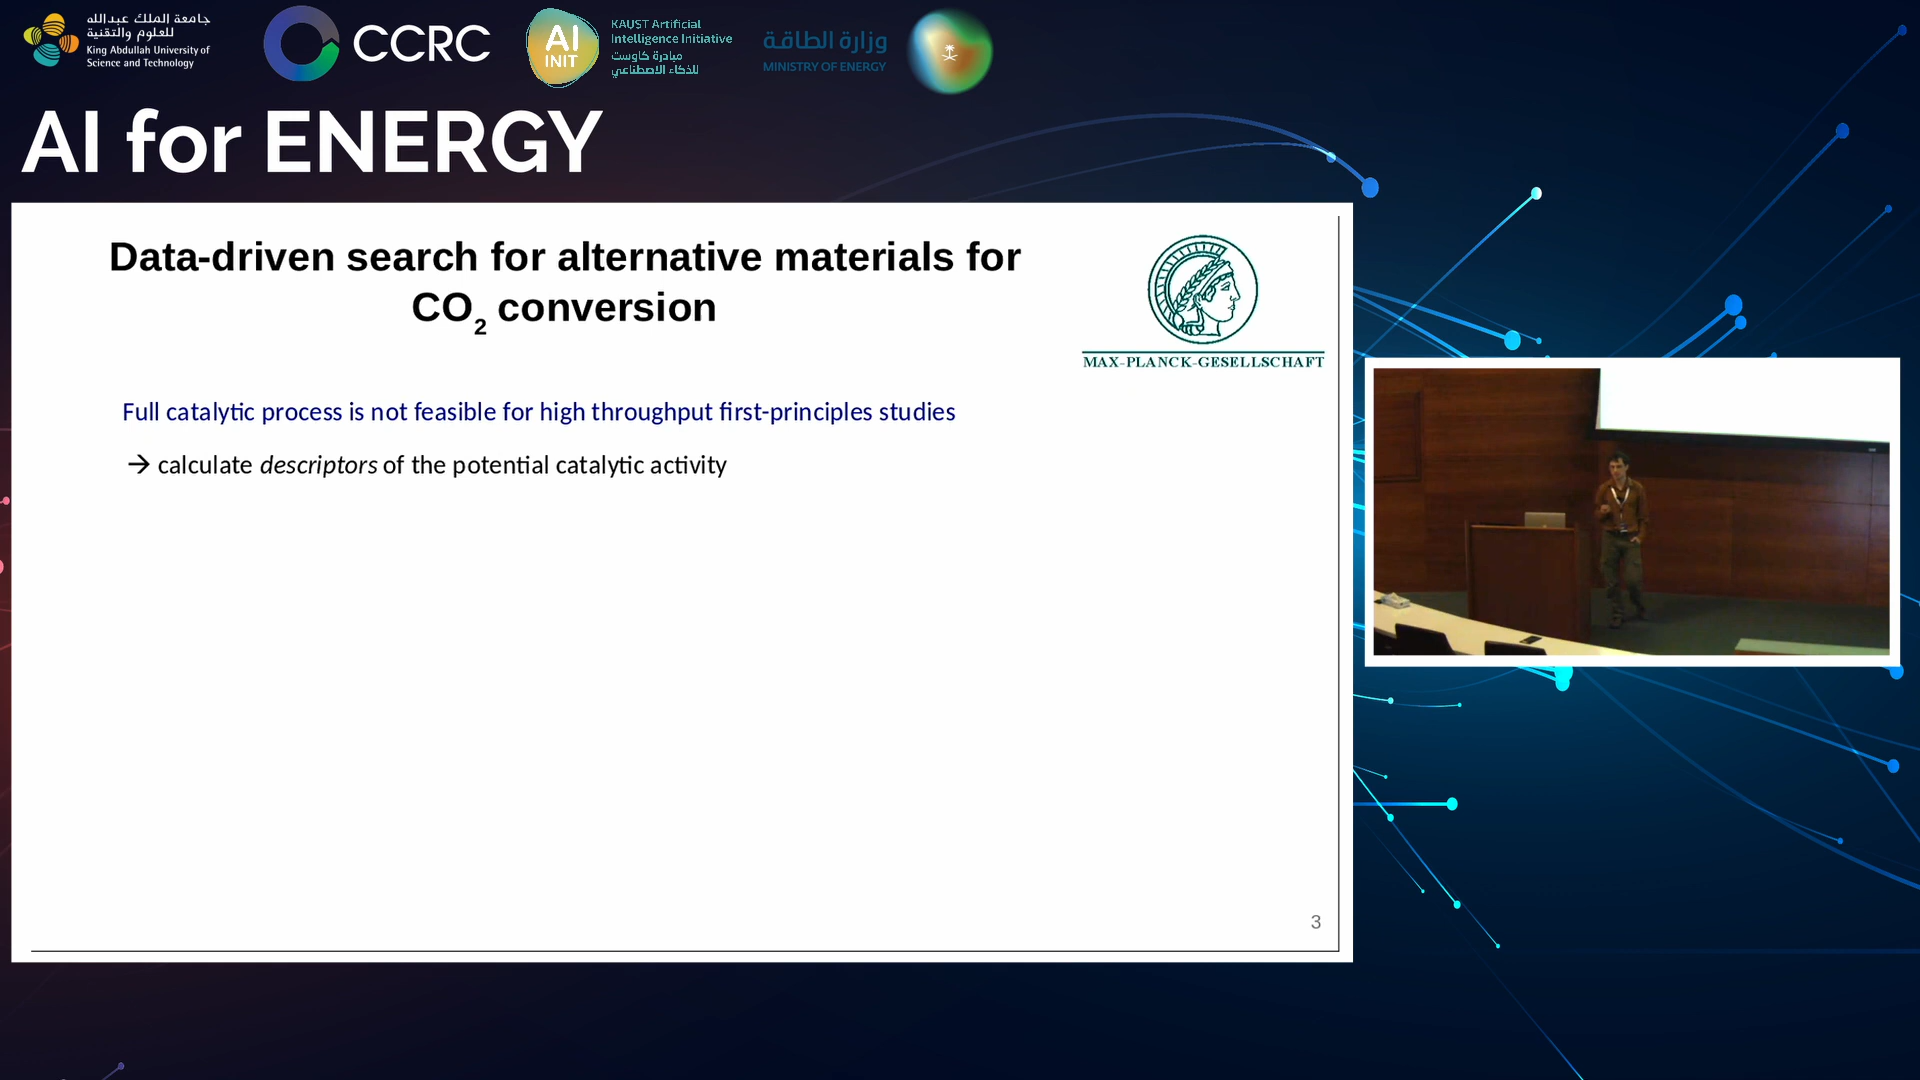 جامعة الملك عبدالله
للعلوم والتقنية
King Abdullah University of
Science and Technology
CCRC
AI
INIT
KAUST Artificial
Intelligence Initiative
مبادرة كاوست
للذكاء الاصطناعي
وزارة الطاقة
MINISTRY OF ENERGY
AI for ENERGY
Data-driven search for alternative materials for
CO₂ conversion
MAX-PLANCK-GESELLSCHAFT
Full catalytic process is not feasible for high throughput first-principles studies
→ calculate descriptors of the potential catalytic activity
3